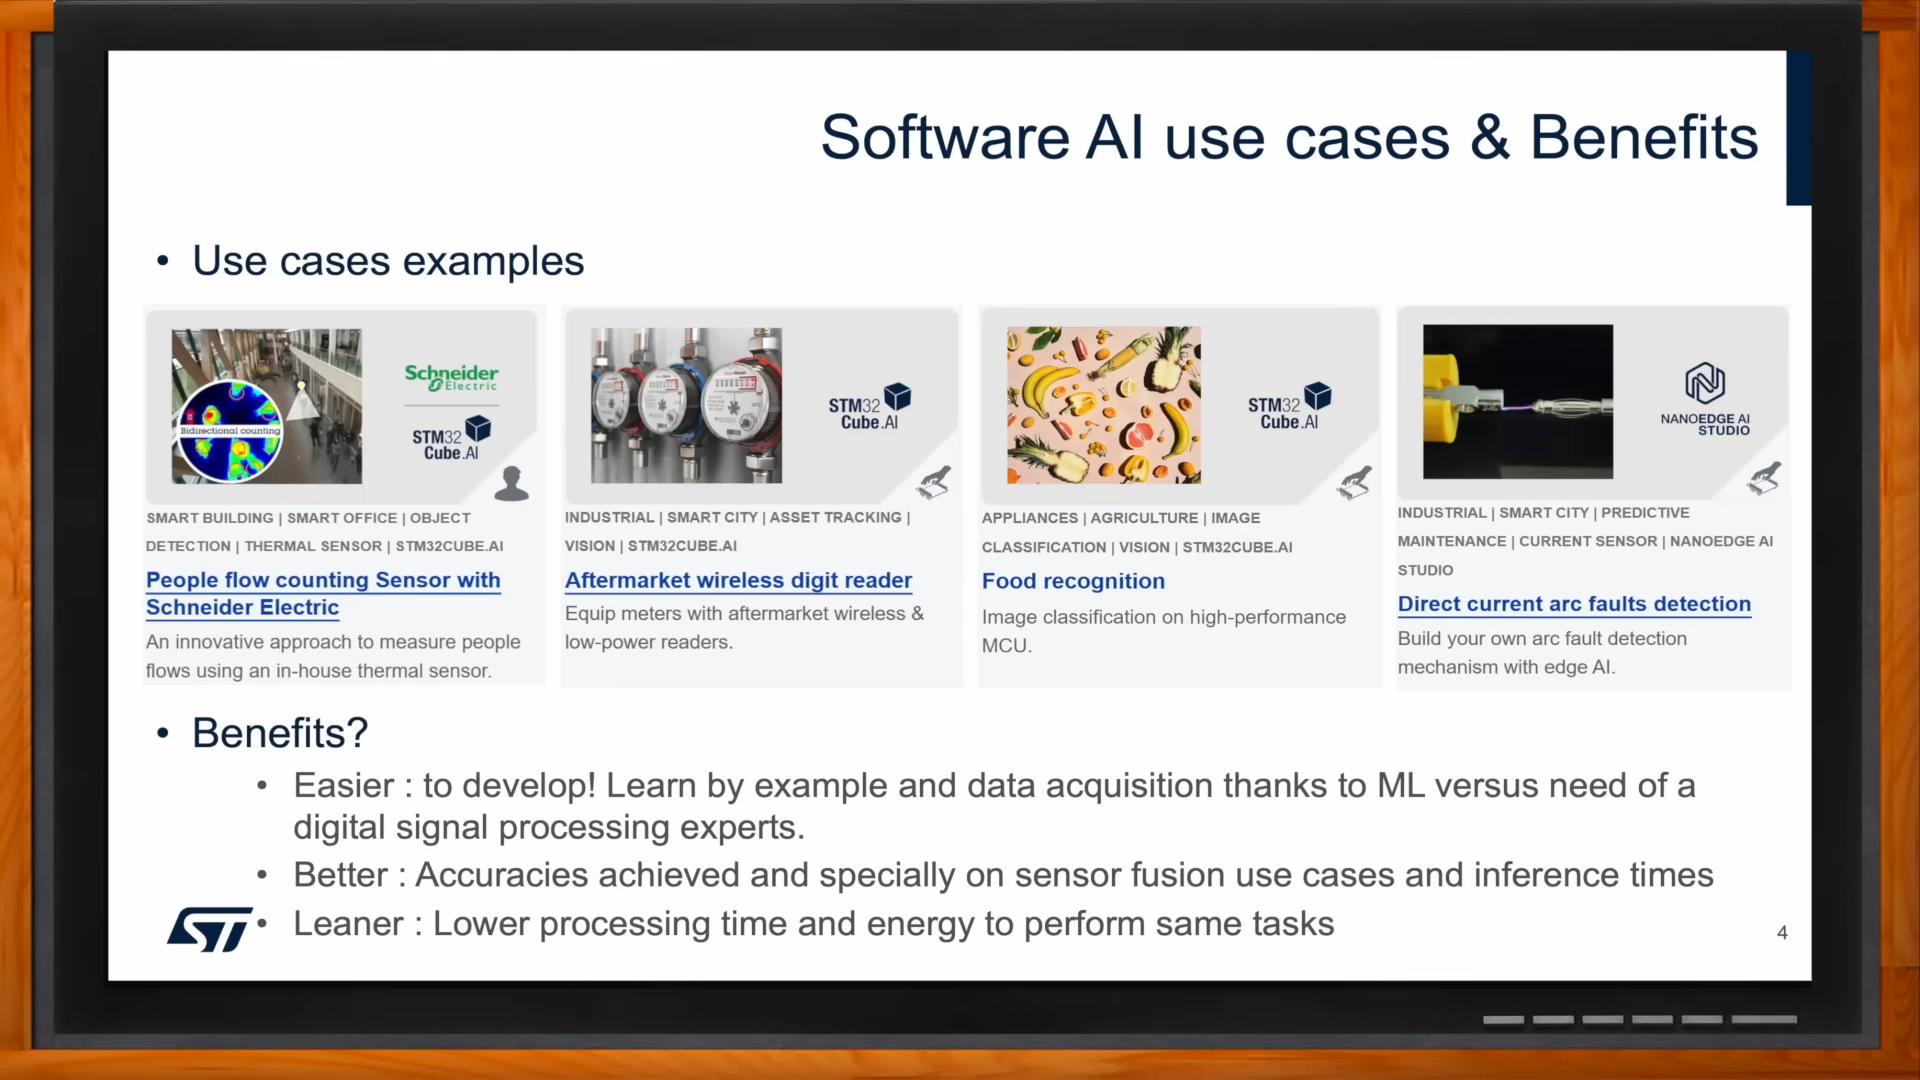 Software AI use cases & Benefits
• Use cases examples
Bidirectional counting
Schneider
Electric
STM32
Cube.AI
SMART BUILDING | SMART OFFICE | OBJECT
DETECTION | THERMAL SENSOR | STM32CUBE.AI
People flow counting Sensor with
Schneider Electric
An innovative approach to measure people
flows using an in-house thermal sensor.
STM32
Cube.AI
INDUSTRIAL | SMART CITY | ASSET TRACKING |
VISION | STM32CUBE.AI
Aftermarket wireless digit reader
Equip meters with aftermarket wireless &
low-power readers.
STM32
Cube.AI
APPLIANCES | AGRICULTURE | IMAGE
CLASSIFICATION | VISION | STM32CUBE.AI
Food recognition
Image classification on high-performance
MCU.
NANOEDGE AI
STUDIO
INDUSTRIAL | SMART CITY | PREDICTIVE
MAINTENANCE | CURRENT SENSOR | NANOEDGE AI
STUDIO
Direct current arc faults detection
Build your own arc fault detection
mechanism with edge AI.
• Benefits?
• Easier : to develop! Learn by example and data acquisition thanks to ML versus need of a
digital signal processing experts.
• Better : Accuracies achieved and specially on sensor fusion use cases and inference times
• Leaner : Lower processing time and energy to perform same tasks
ST
4